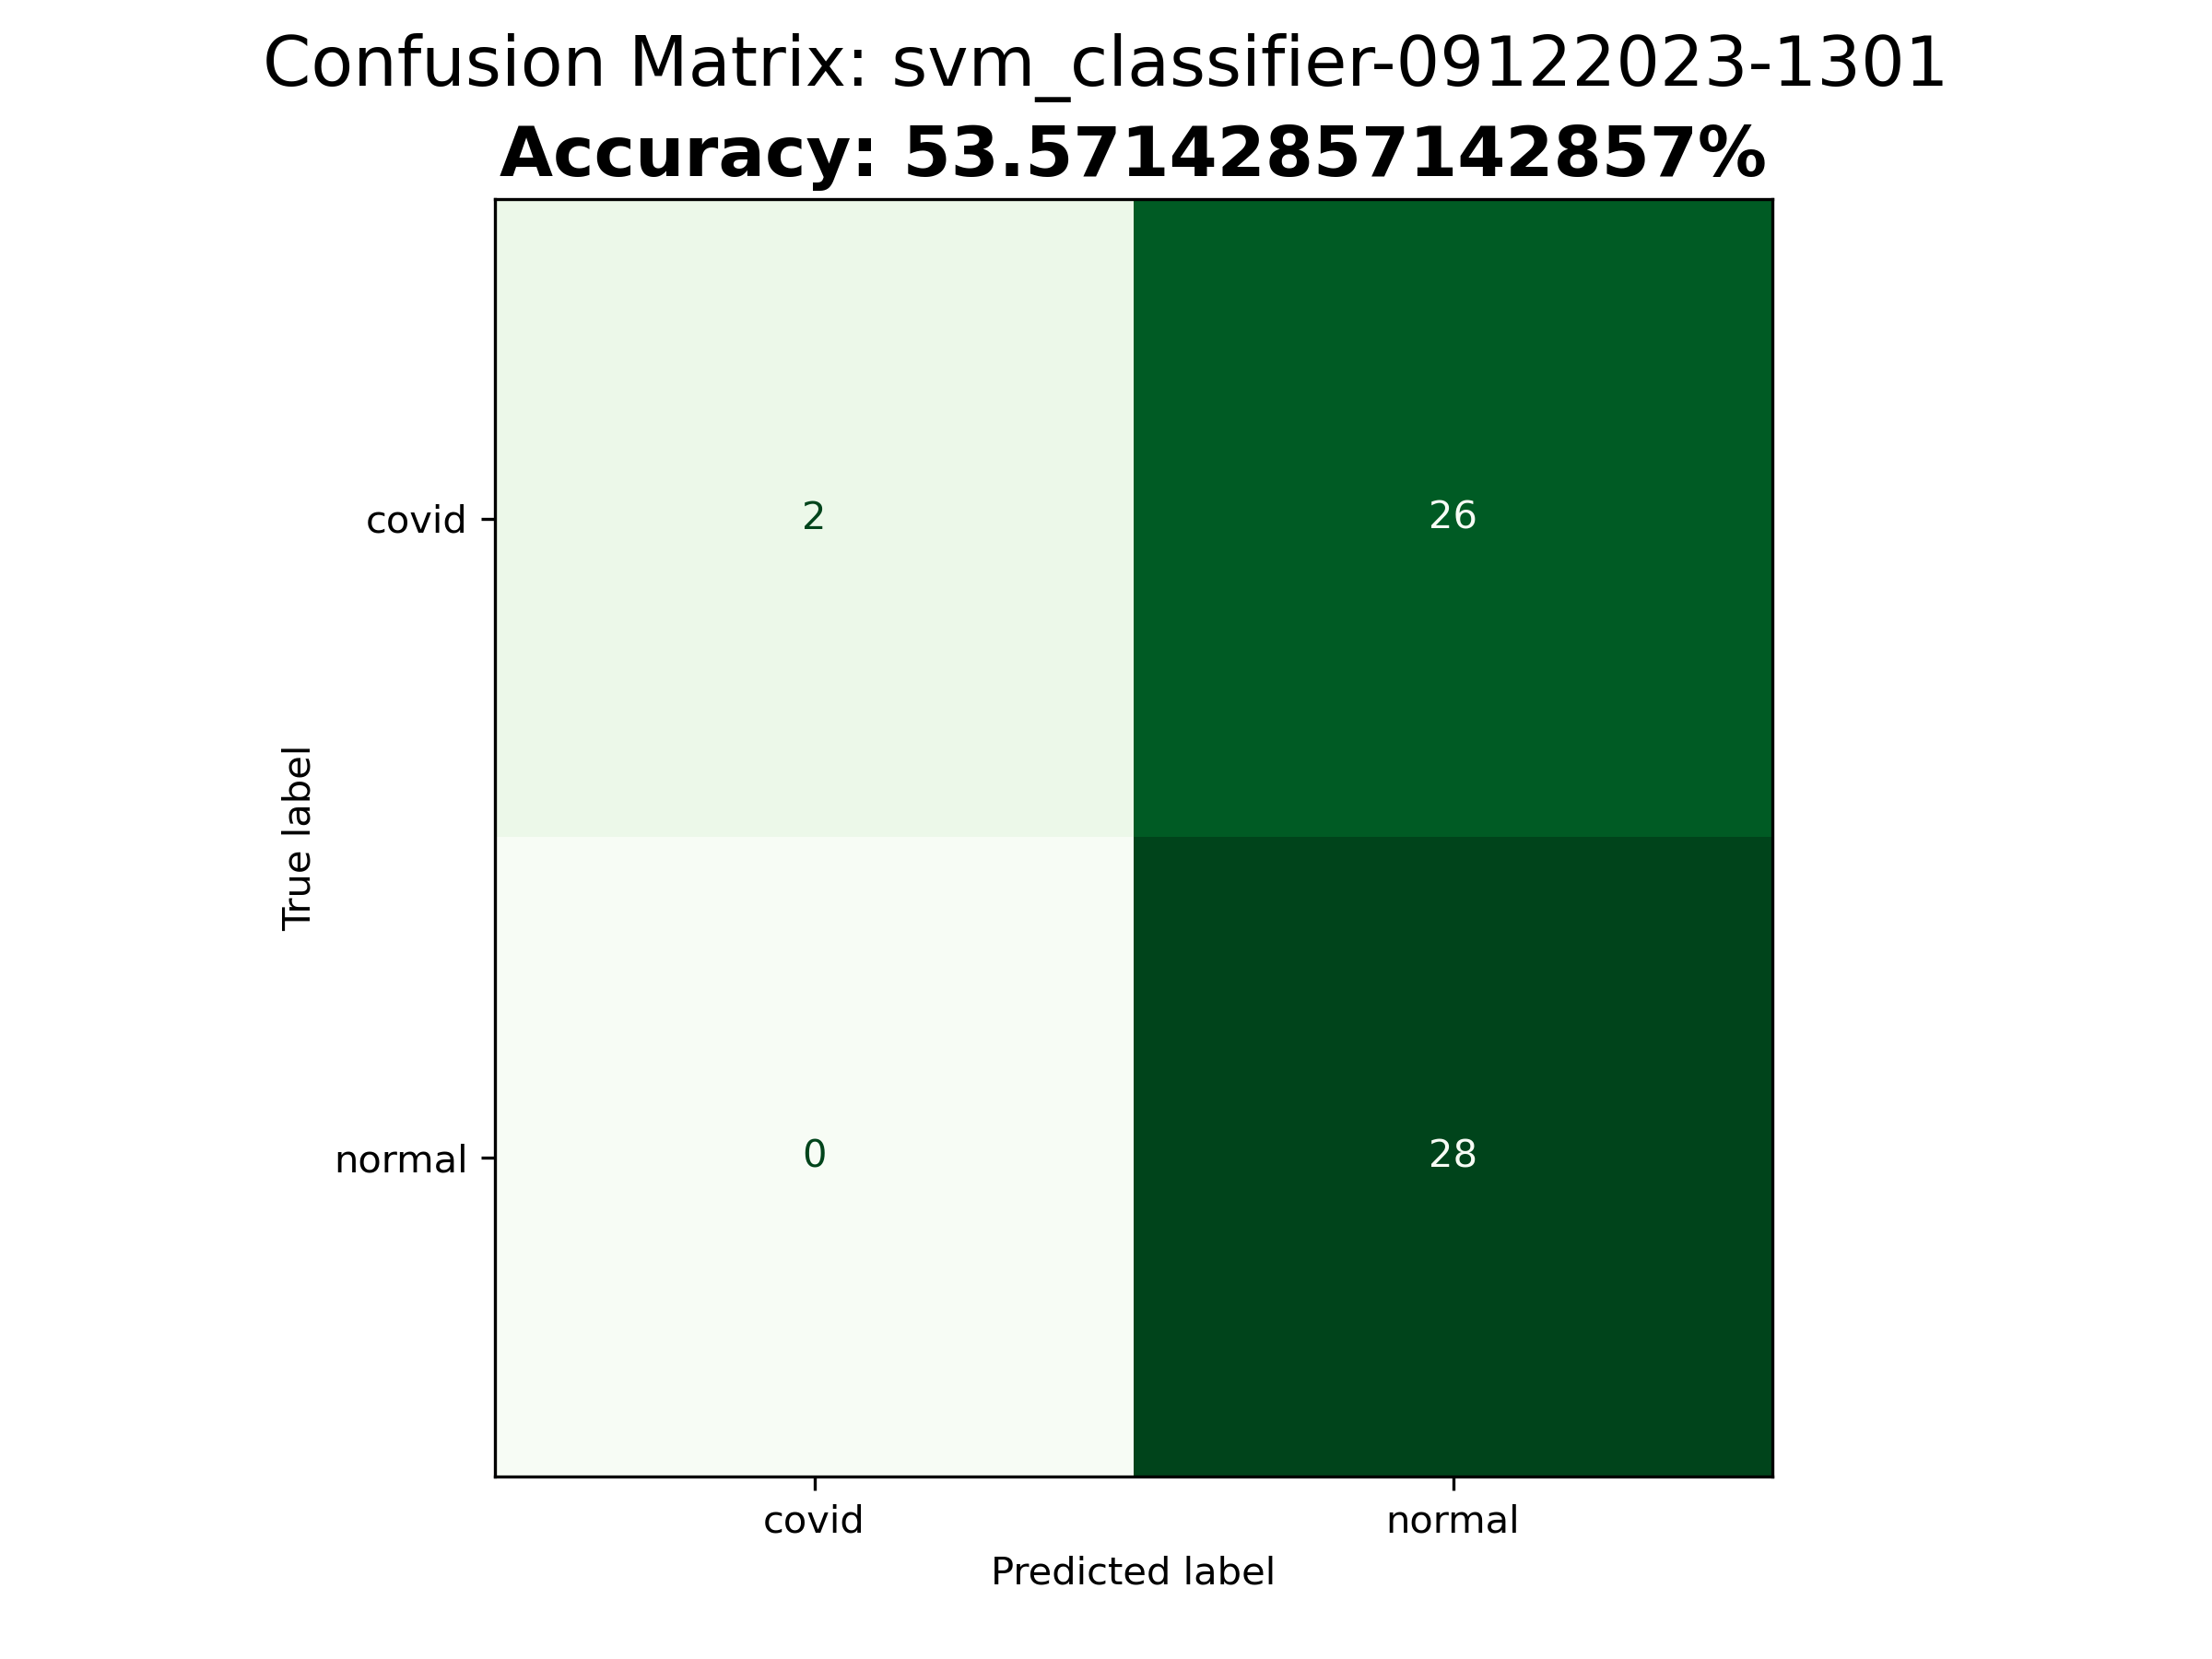 Confusion Matrix: svm_classifier-09122023-1301
Accuracy: 53.57142857142857%
covid
2
26
True label
normal
0
28
covid
normal
Predicted label